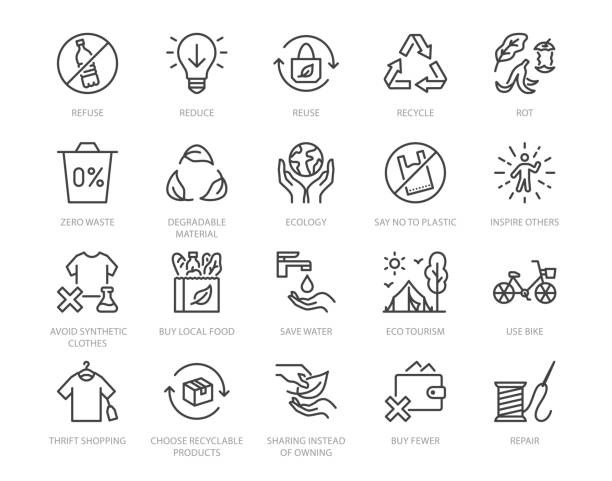 REFUSE
REDUCE
REUSE
RECYCLE
ROT
0%
ZERO WASTE
DEGRADABLE
MATERIAL
ECOLOGY
SAY NO TO PLASTIC
INSPIRE OTHERS
AVOID SYNTHETIC
CLOTHES
BUY LOCAL FOOD
SAVE WATER
ECO TOURISM
USE BIKE
THRIFT SHOPPING
CHOOSE RECYCLABLE
PRODUCTS
SHARING INSTEAD
OF OWNING
BUY FEWER
REPAIR